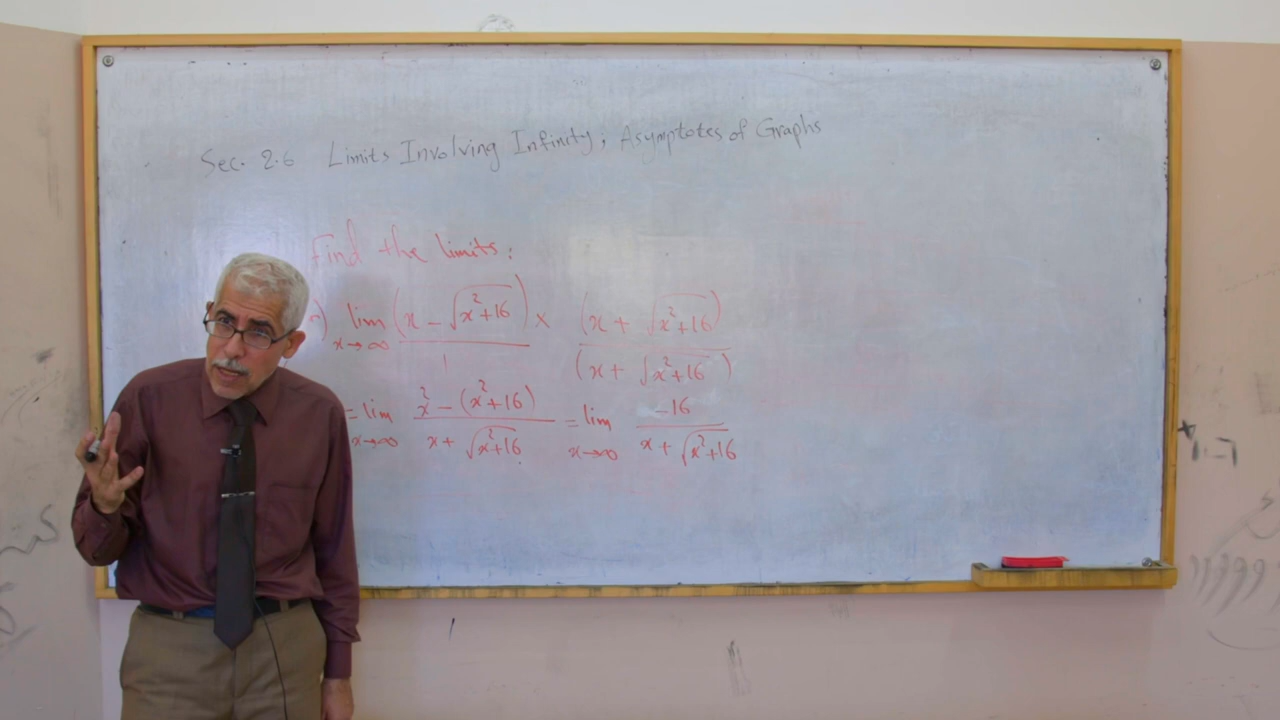 Sec. 2.6 Limits Involving Infinity; Asymptotes of Graphs
Find the limits:
) lim x→∞ (x − √(x²+16)) / 1 × (x + √(x²+16)) / (x + √(x²+16))
= lim x→∞ (x² − (x²+16)) / (x + √(x²+16)) = lim x→∞ −16 / (x + √(x²+16))